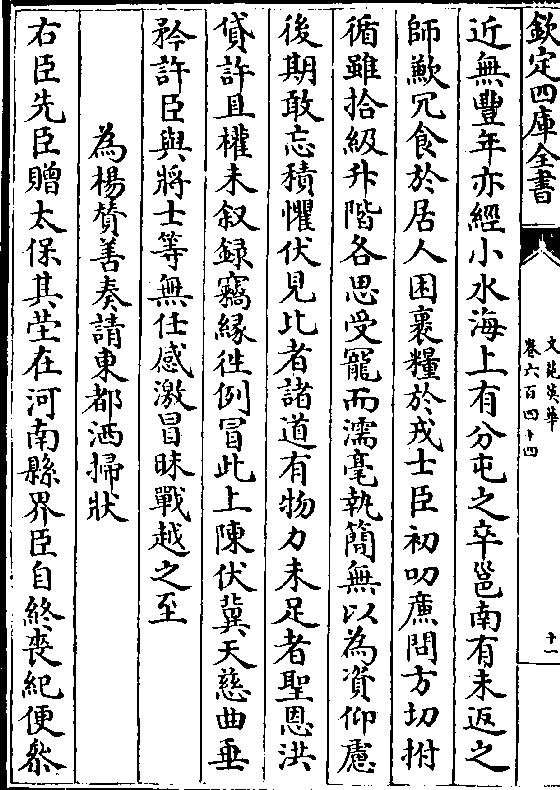 欽定四庫全書
文苑英華
卷六百四十四
十一
近無豐年亦經小水海上有分屯之卒邕南有未返之
師歉冗食於居人困裹糧於戎士臣初叨廉問方切拊
循雖拾級升階各思受寵而濡毫執簡無以為資仰慮
後期敢忘積懼伏見比者諸道有物力未足者聖恩洪
貸許且權未叙録竊緣徃例冒此上陳伏冀天慈曲垂
矜許臣與將士等無任感激冒昧戰越之至
為楊贊善奏請東都洒掃狀
右臣先臣贈太保其塋在河南縣界臣自終喪紀便叅